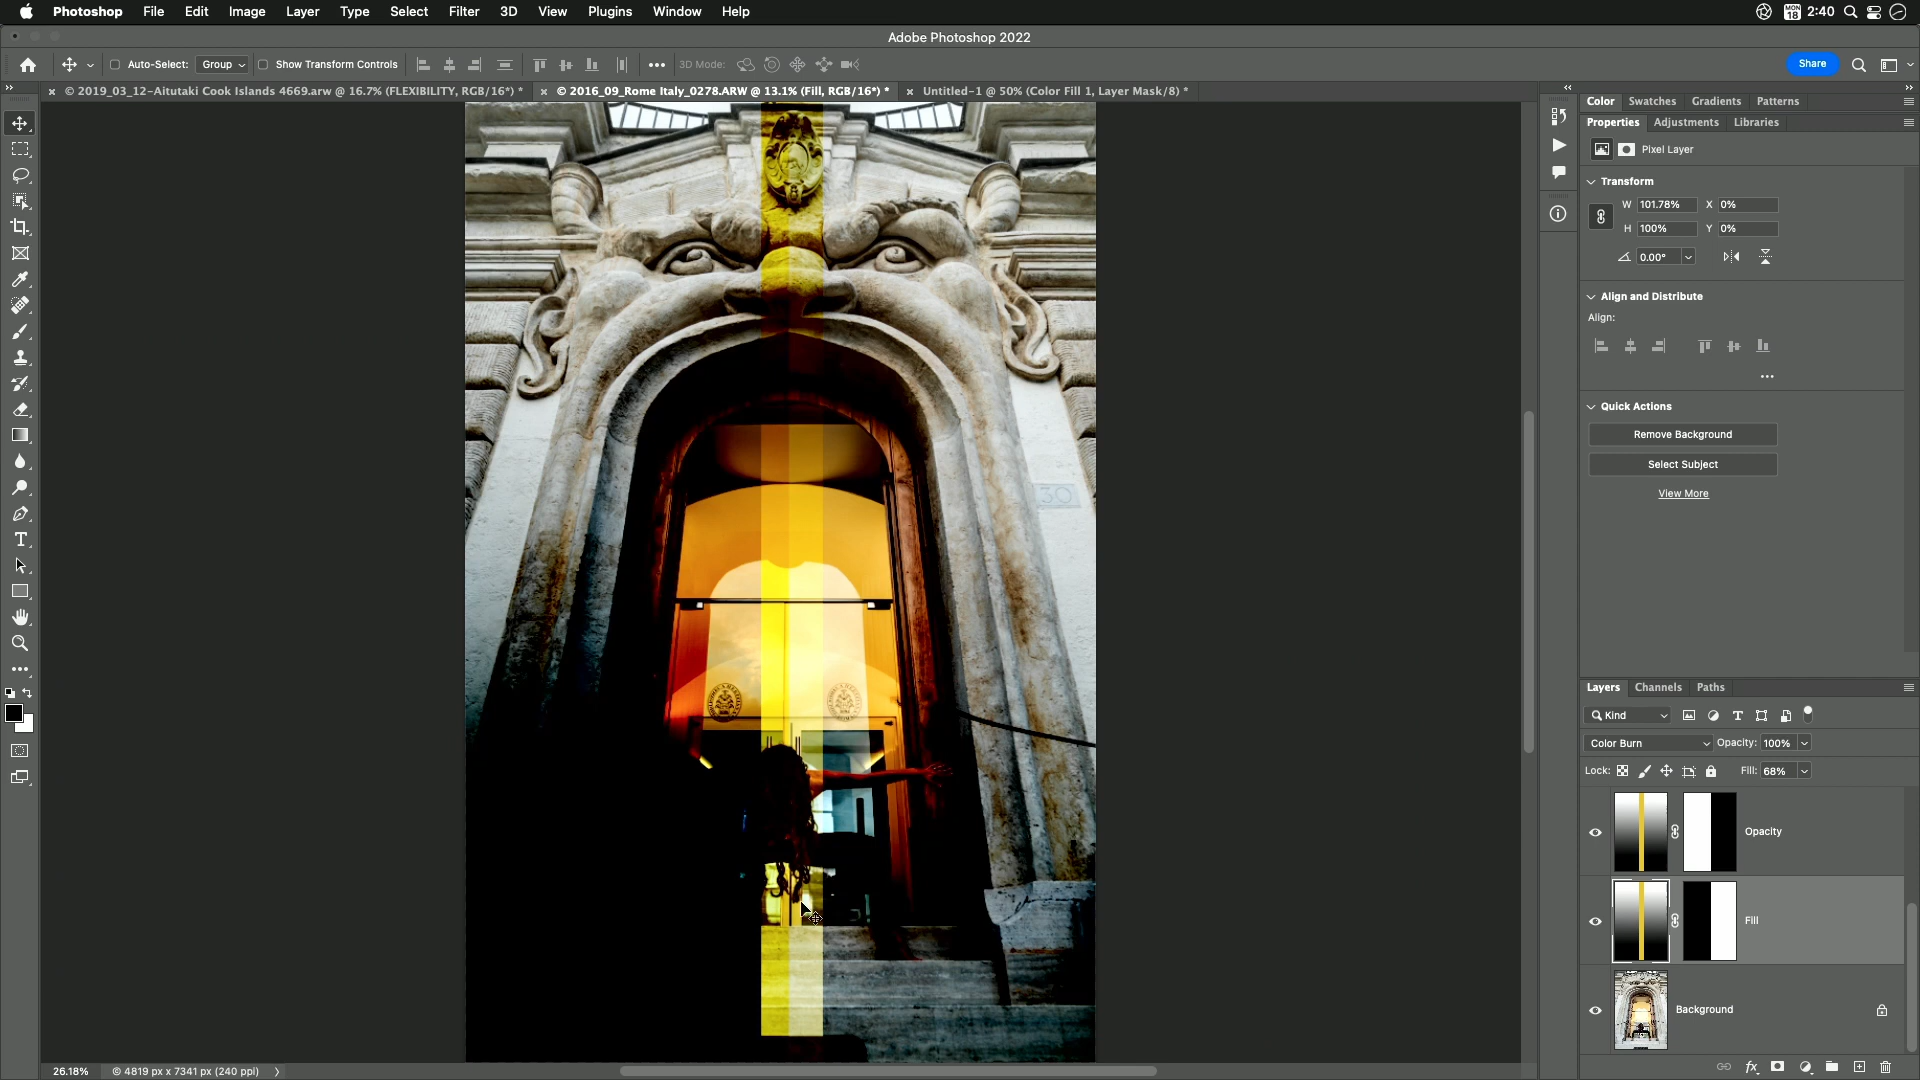 Photoshop File Edit Image Layer Type Select Filter 3D View Plugins Window Help MON 18 2:40
Adobe Photoshop 2022
Auto-Select: Group Show Transform Controls 3D Mode: Share
© 2019_03_12-Aitutaki Cook Islands 4669.arw @ 16.7% (FLEXIBILITY, RGB/16*) * © 2016_09_Rome Italy_0278.ARW @ 13.1% (Fill, RGB/16*) * Untitled-1 @ 50% (Color Fill 1, Layer Mask/8) *
Color Swatches Gradients Patterns
Properties Adjustments Libraries
Pixel Layer
Transform
W 101.78% X 0%
H 100% Y 0%
0.00°
Align and Distribute
Align:
Quick Actions
Remove Background
Select Subject
View More
30
Layers Channels Paths
Kind
Color Burn Opacity: 100%
Lock: Fill: 68%
Opacity
Fill
Background
26.18% © 4819 px x 7341 px (240 ppi)